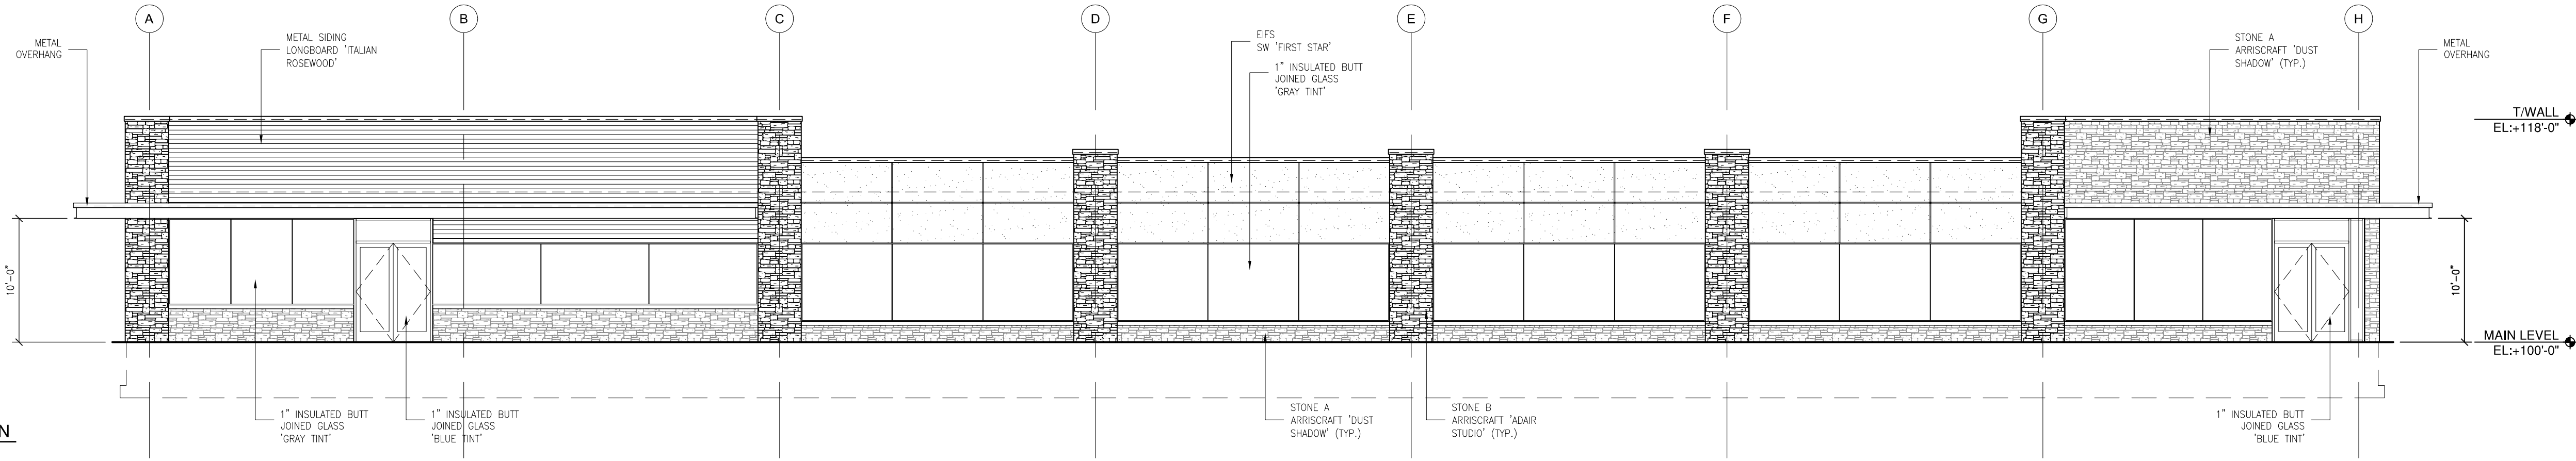 A
B
C
D
E
F
G
H
METAL
OVERHANG
METAL SIDING
LONGBOARD 'ITALIAN
ROSEWOOD'
EIFS
SW 'FIRST STAR'
1" INSULATED BUTT
JOINED GLASS
'GRAY TINT'
STONE A
ARRISCRAFT 'DUST
SHADOW' (TYP.)
METAL
OVERHANG
T/WALL
EL:+118'-0"
10'-0"
10'-0"
MAIN LEVEL
EL:+100'-0"
1" INSULATED BUTT
JOINED GLASS
'GRAY TINT'
1" INSULATED BUTT
JOINED GLASS
'BLUE TINT'
STONE A
ARRISCRAFT 'DUST
SHADOW' (TYP.)
STONE B
ARRISCRAFT 'ADAIR
STUDIO' (TYP.)
1" INSULATED BUTT
JOINED GLASS
'BLUE TINT'